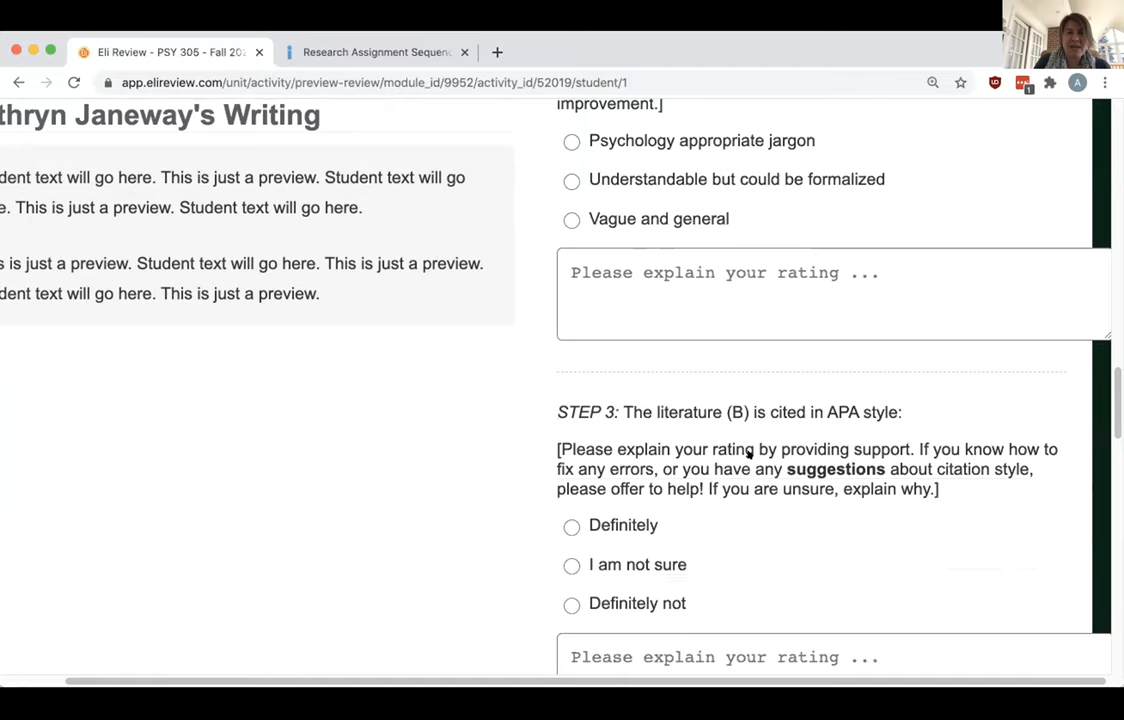 Eli Review - PSY 305 - Fall 202
Research Assignment Sequenc
app.elireview.com/unit/activity/preview-review/module_id/9952/activity_id/52019/student/1
A
1
thryn Janeway's Writing
dent text will go here. This is just a preview. Student text will go
e. This is just a preview. Student text will go here.
s is just a preview. Student text will go here. This is just a preview.
dent text will go here. This is just a preview.
improvement.]
Psychology appropriate jargon
Understandable but could be formalized
Vague and general
Please explain your rating ...
STEP 3: The literature (B) is cited in APA style:
[Please explain your rating by providing support. If you know how to
fix any errors, or you have any suggestions about citation style,
please offer to help! If you are unsure, explain why.]
Definitely
I am not sure
Definitely not
Please explain your rating ...